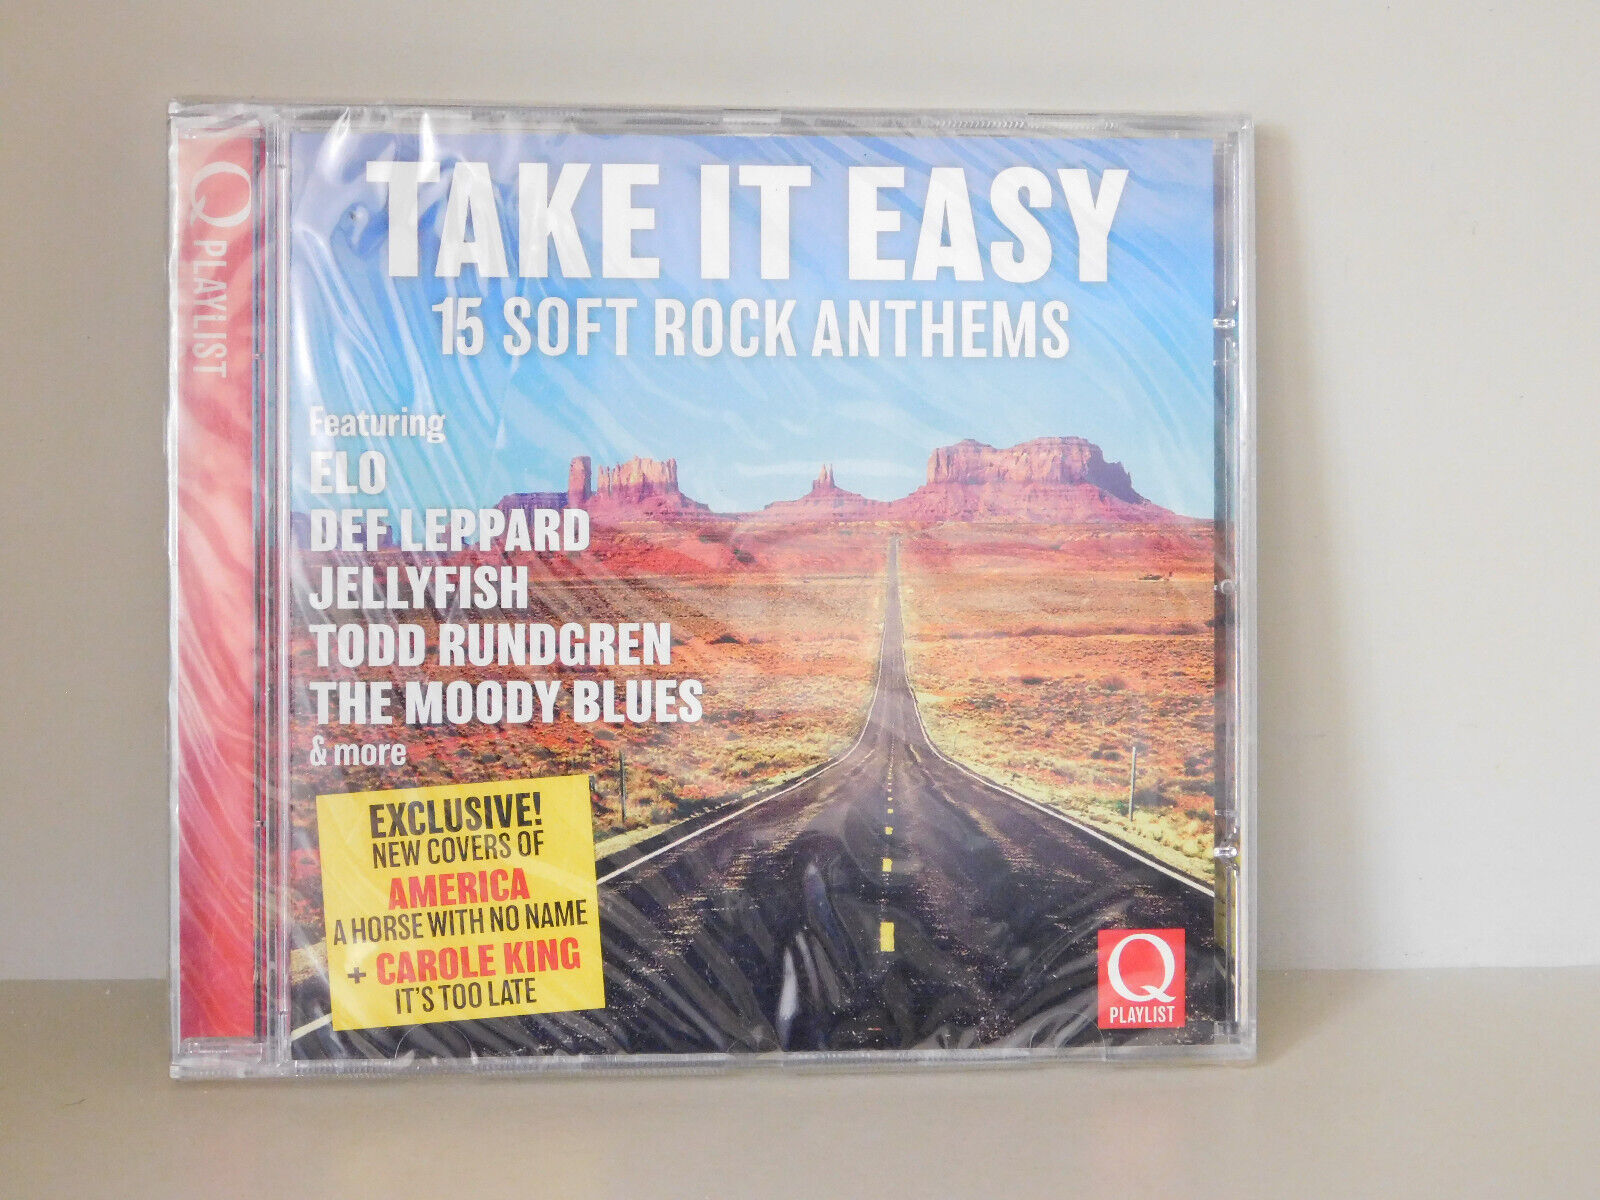 Q PLAYLIST
TAKE IT EASY
15 SOFT ROCK ANTHEMS
Featuring
ELO
DEF LEPPARD
JELLYFISH
TODD RUNDGREN
THE MOODY BLUES
& more
EXCLUSIVE!
NEW COVERS OF
AMERICA
A HORSE WITH NO NAME
+ CAROLE KING
IT'S TOO LATE
Q
PLAYLIST